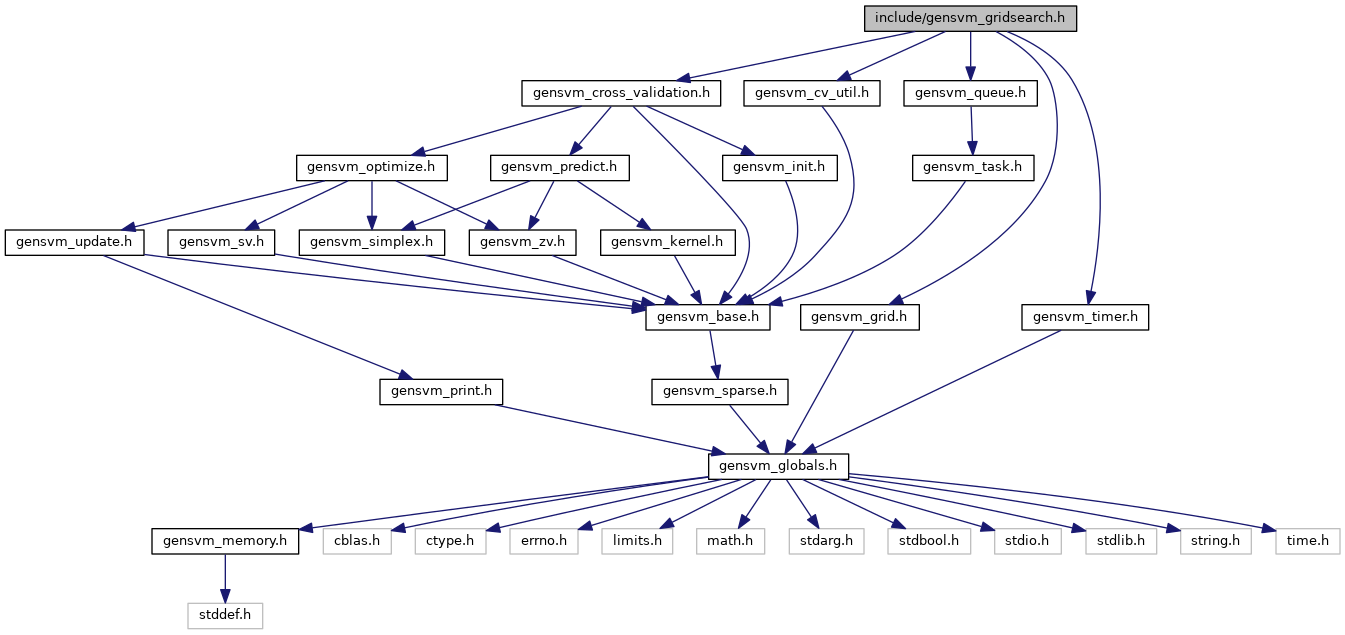 include/gensvm_gridsearch.h
gensvm_cross_validation.h
gensvm_cv_util.h
gensvm_queue.h
gensvm_optimize.h
gensvm_predict.h
gensvm_init.h
gensvm_task.h
gensvm_update.h
gensvm_sv.h
gensvm_simplex.h
gensvm_zv.h
gensvm_kernel.h
gensvm_base.h
gensvm_grid.h
gensvm_timer.h
gensvm_print.h
gensvm_sparse.h
gensvm_globals.h
gensvm_memory.h
cblas.h
ctype.h
errno.h
limits.h
math.h
stdarg.h
stdbool.h
stdio.h
stdlib.h
string.h
time.h
stddef.h